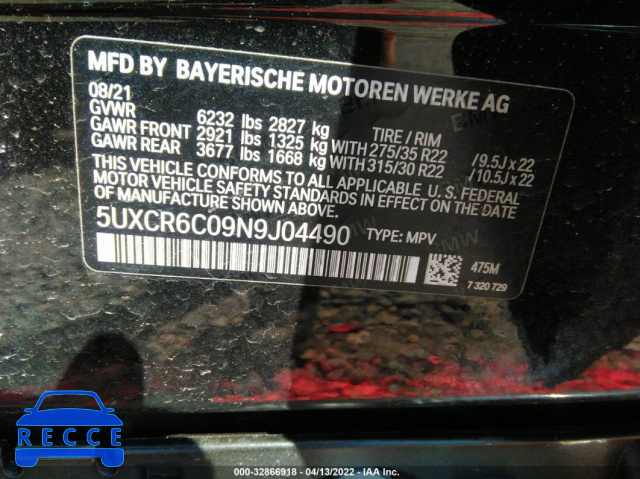 MFD BY BAYERISCHE MOTOREN WERKE AG
08/21
GVWR 6232 lbs 2827 kg TIRE / RIM
GAWR FRONT 2921 lbs 1325 kg WITH 275/35 R22 /9.5J x 22
GAWR REAR 3677 lbs 1668 kg WITH 315/30 R22 /10.5J x 22
THIS VEHICLE CONFORMS TO ALL APPLICABLE U.S. FEDERAL
MOTOR VEHICLE SAFETY STANDARDS IN EFFECT ON THE DATE
OF MANUFACTURE SHOWN ABOVE.
5UXCR6C09N9J04490 TYPE: MPV
475M
7 320 729
RECCE
000-32866918 - 04/13/2022 - IAA Inc.